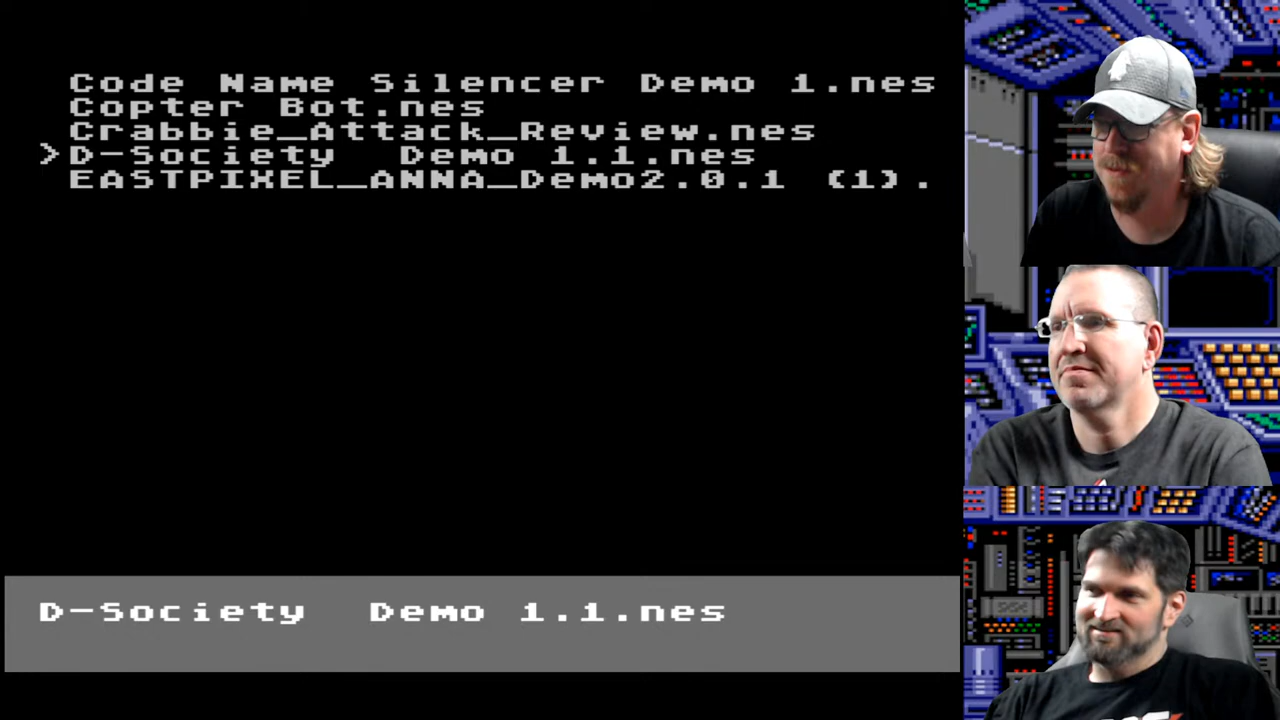 Code Name Silencer Demo 1.nes
Copter Bot.nes
Crabbie_Attack_Review.nes
>D-Society  Demo 1.1.nes
EASTPIXEL_ANNA_Demo2.0.1 (1).
D-Society  Demo 1.1.nes